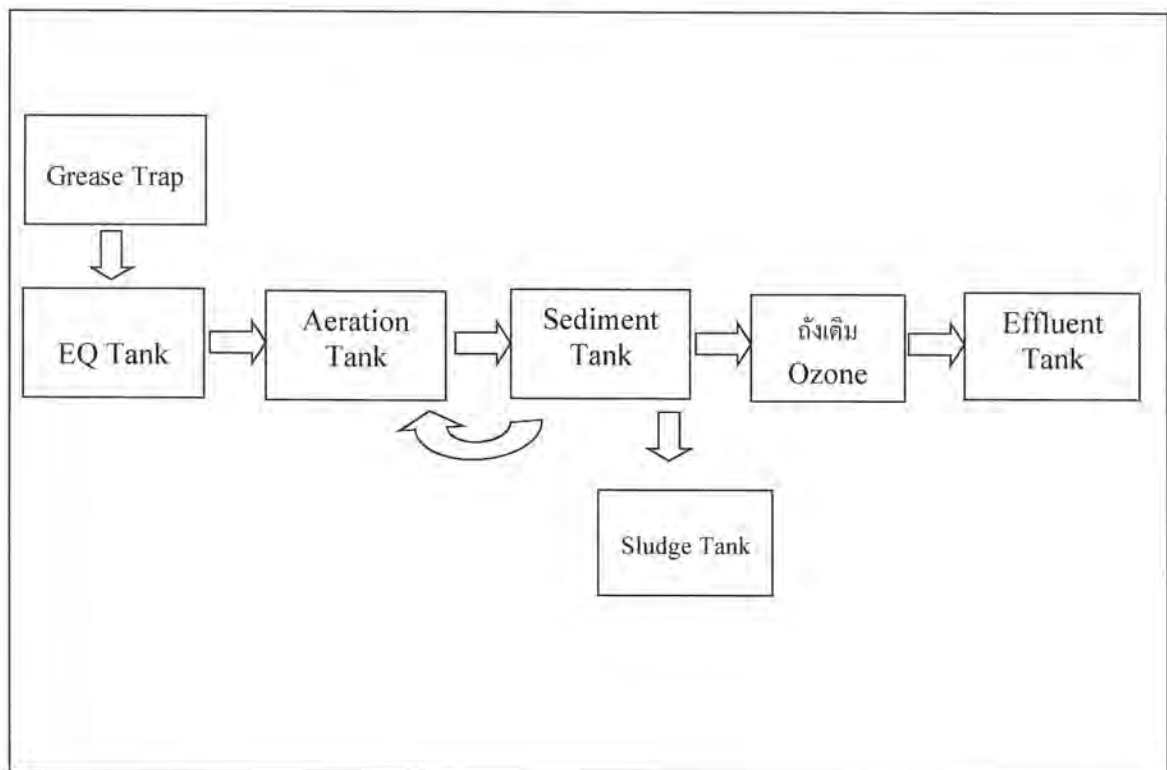 Grease Trap
EQ Tank
Aeration
Tank
Sediment
Tank
ถังเติม
Ozone
Effluent
Tank
Sludge Tank